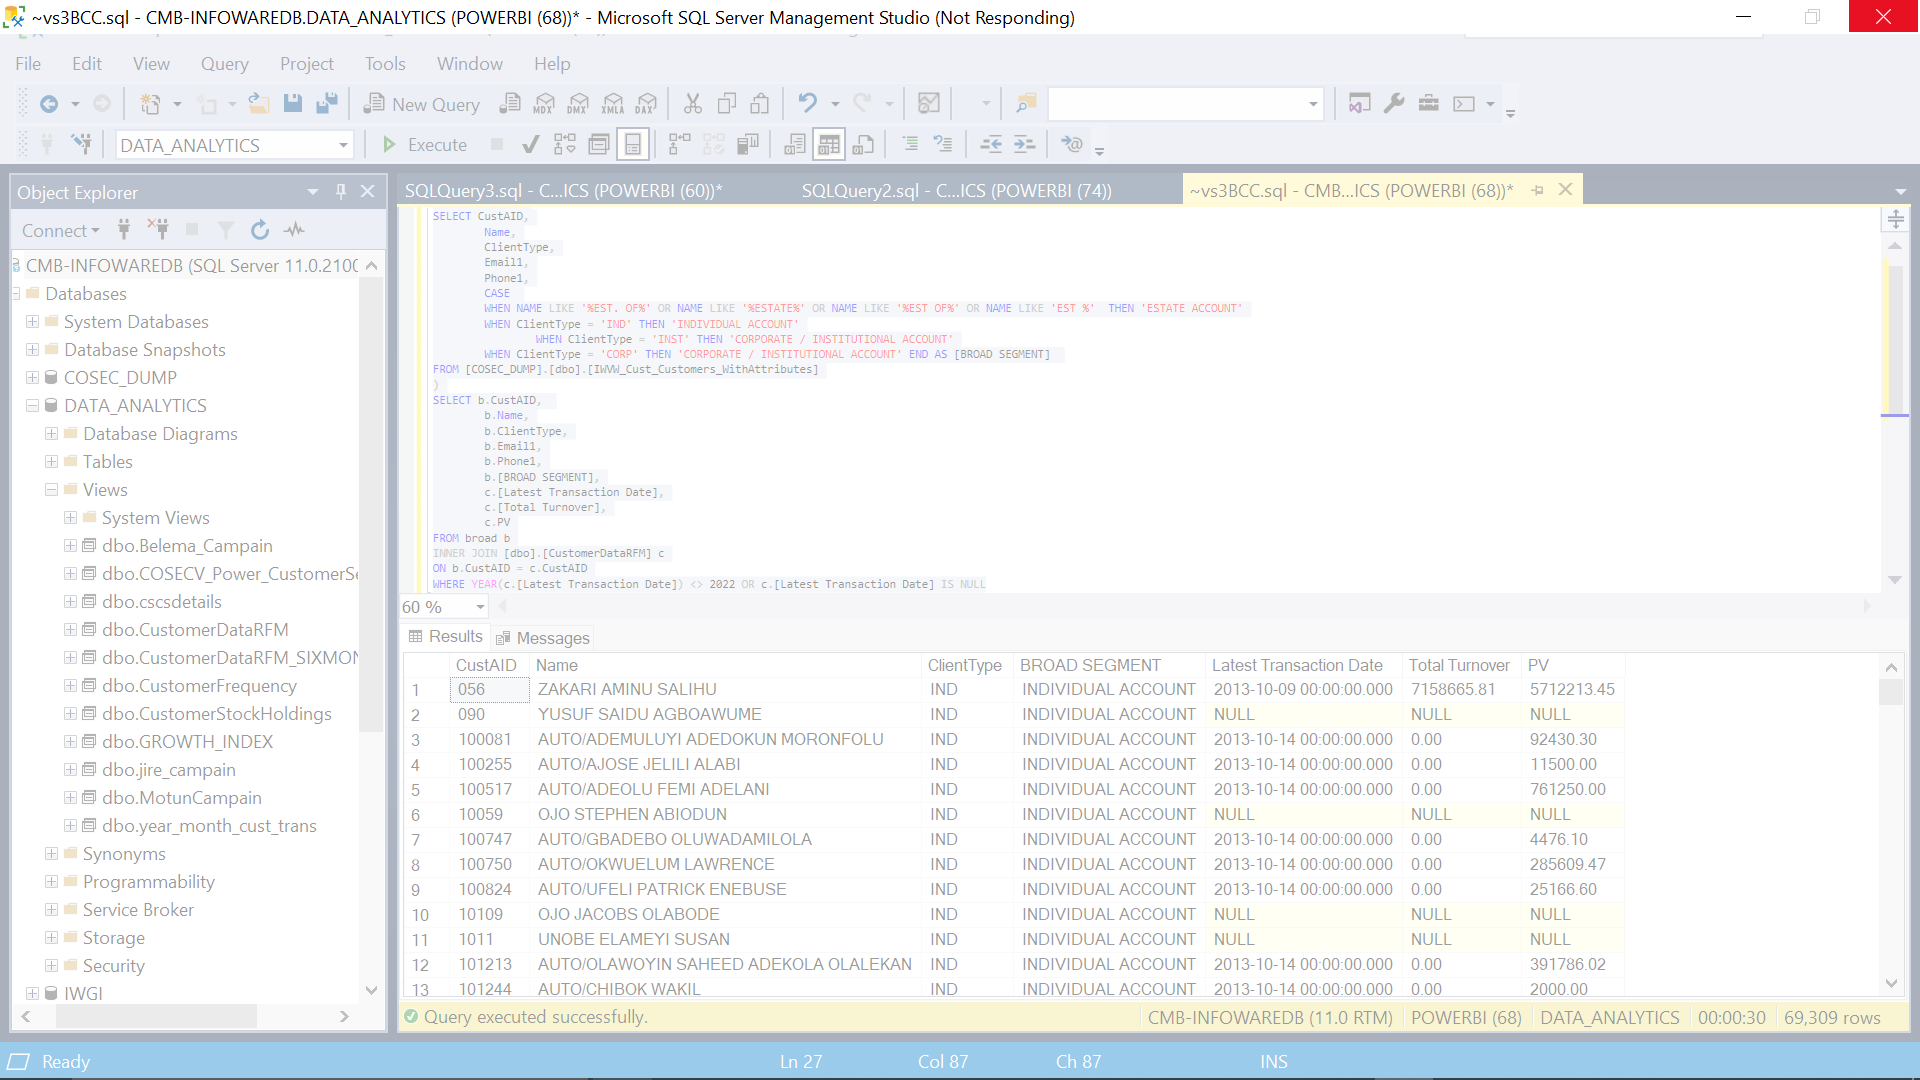 ~vs3BCC.sql - CMB-INFOWAREDB.DATA_ANALYTICS (POWERBI (68))* - Microsoft SQL Server Management Studio (Not Responding)
File Edit View Query Project Tools Window Help
New Query MDX DMX XMLA DAX
DATA_ANALYTICS Execute
Object Explorer
Connect
CMB-INFOWAREDB (SQL Server 11.0.2100
Databases
System Databases
Database Snapshots
COSEC_DUMP
DATA_ANALYTICS
Database Diagrams
Tables
Views
System Views
dbo.Belema_Campain
dbo.COSECV_Power_CustomerSe
dbo.cscsdetails
dbo.CustomerDataRFM
dbo.CustomerDataRFM_SIXMON
dbo.CustomerFrequency
dbo.CustomerStockHoldings
dbo.GROWTH_INDEX
dbo.jire_campain
dbo.MotunCampain
dbo.year_month_cust_trans
Synonyms
Programmability
Service Broker
Storage
Security
IWGI
SQLQuery3.sql - C...ICS (POWERBI (60))* SQLQuery2.sql - C...ICS (POWERBI (74)) ~vs3BCC.sql - CMB...ICS (POWERBI (68))*
SELECT CustAID,
Name,
ClientType,
Email1,
Phone1,
CASE
WHEN NAME LIKE '%EST. OF%' OR NAME LIKE '%ESTATE%' OR NAME LIKE '%EST OF%' OR NAME LIKE 'EST %' THEN 'ESTATE ACCOUNT'
WHEN ClientType = 'IND' THEN 'INDIVIDUAL ACCOUNT'
WHEN ClientType = 'INST' THEN 'CORPORATE / INSTITUTIONAL ACCOUNT'
WHEN ClientType = 'CORP' THEN 'CORPORATE / INSTITUTIONAL ACCOUNT' END AS [BROAD SEGMENT]
FROM [COSEC_DUMP].[dbo].[IWVW_Cust_Customers_WithAttributes]
)
SELECT b.CustAID,
b.Name,
b.ClientType,
b.Email1,
b.Phone1,
b.[BROAD SEGMENT],
c.[Latest Transaction Date],
c.[Total Turnover],
c.PV
FROM broad b
INNER JOIN [dbo].[CustomerDataRFM] c
ON b.CustAID = c.CustAID
WHERE YEAR(c.[Latest Transaction Date]) <> 2022 OR c.[Latest Transaction Date] IS NULL
60 %
Results Messages
CustAID Name ClientType BROAD SEGMENT Latest Transaction Date Total Turnover PV
1 056 ZAKARI AMINU SALIHU IND INDIVIDUAL ACCOUNT 2013-10-09 00:00:00.000 7158665.81 5712213.45
2 090 YUSUF SAIDU AGBOAWUME IND INDIVIDUAL ACCOUNT NULL NULL NULL
3 100081 AUTO/ADEMULUYI ADEDOKUN MORONFOLU IND INDIVIDUAL ACCOUNT 2013-10-14 00:00:00.000 0.00 92430.30
4 100255 AUTO/AJOSE JELILI ALABI IND INDIVIDUAL ACCOUNT 2013-10-14 00:00:00.000 0.00 11500.00
5 100517 AUTO/ADEOLU FEMI ADELANI IND INDIVIDUAL ACCOUNT 2013-10-14 00:00:00.000 0.00 761250.00
6 10059 OJO STEPHEN ABIODUN IND INDIVIDUAL ACCOUNT NULL NULL NULL
7 100747 AUTO/GBADEBO OLUWADAMILOLA IND INDIVIDUAL ACCOUNT 2013-10-14 00:00:00.000 0.00 4476.10
8 100750 AUTO/OKWUELUM LAWRENCE IND INDIVIDUAL ACCOUNT 2013-10-14 00:00:00.000 0.00 285609.47
9 100824 AUTO/UFELI PATRICK ENEBUSE IND INDIVIDUAL ACCOUNT 2013-10-14 00:00:00.000 0.00 25166.60
10 10109 OJO JACOBS OLABODE IND INDIVIDUAL ACCOUNT NULL NULL NULL
11 1011 UNOBE ELAMEYI SUSAN IND INDIVIDUAL ACCOUNT NULL NULL NULL
12 101213 AUTO/OLAWOYIN SAHEED ADEKOLA OLALEKAN IND INDIVIDUAL ACCOUNT 2013-10-14 00:00:00.000 0.00 391786.02
13 101244 AUTO/CHIBOK WAKIL IND INDIVIDUAL ACCOUNT 2013-10-14 00:00:00.000 0.00 2000.00
Query executed successfully. CMB-INFOWAREDB (11.0 RTM) POWERBI (68) DATA_ANALYTICS 00:00:30 69,309 rows
Ready Ln 27 Col 87 Ch 87 INS